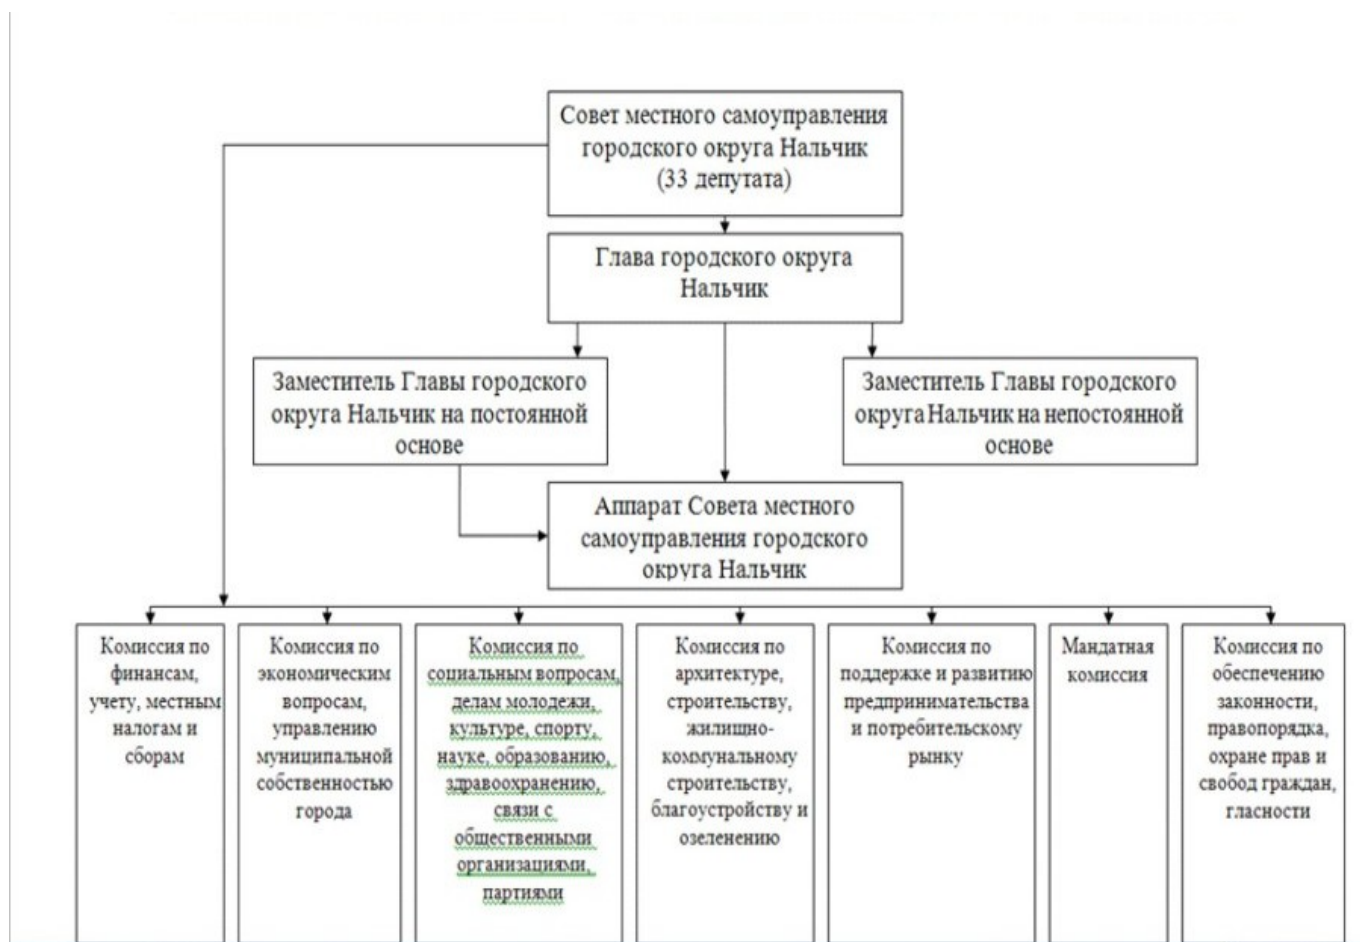 Совет местного самоуправления
городского округа Нальчик
(33 депутата)
Глава городского округа
Нальчик
Заместитель Главы городского
округа Нальчик на постоянной
основе
Заместитель Главы городского
округа Нальчик на непостоянной
основе
Аппарат Совета местного
самоуправления городского
округа Нальчик
Комиссия по
финансам,
учету, местным
налогам и
сборам
Комиссия по
экономическим
вопросам,
управлению
муниципальной
собственностью
города
Комиссия по
социальным вопросам,
делам молодежи,
культуре, спорту,
науке, образованию,
здравоохранению,
связи с
общественными
организациями,
партиями
Комиссия по
архитектуре,
строительству,
жилищно-
коммунальному
строительству,
благоустройству и
озеленению
Комиссия по
поддержке и развитию
предпринимательства
и потребительскому
рынку
Мандатная
комиссия
Комиссия по
обеспечению
законности,
правопорядка,
охране прав и
свобод граждан,
гласности